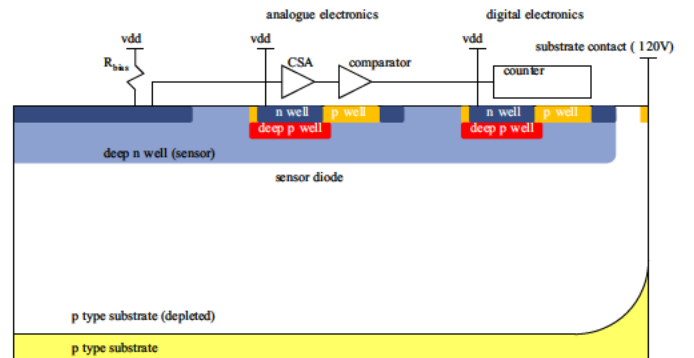 analogue electronics
digital electronics
vdd
vdd
vdd
substrate contact ( 120V)
Rbias
CSA
comparator
counter
n well
p well
n well
p well
deep p well
deep p well
deep n well (sensor)
sensor diode
p type substrate (depleted)
p type substrate